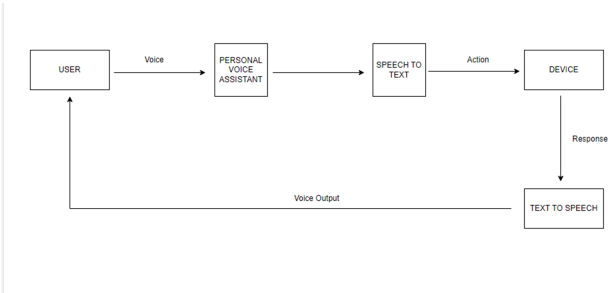 USER
Voice
PERSONAL
VOICE
ASSISTANT
SPEECH TO
TEXT
Action
DEVICE
Response
TEXT TO SPEECH
Voice Output